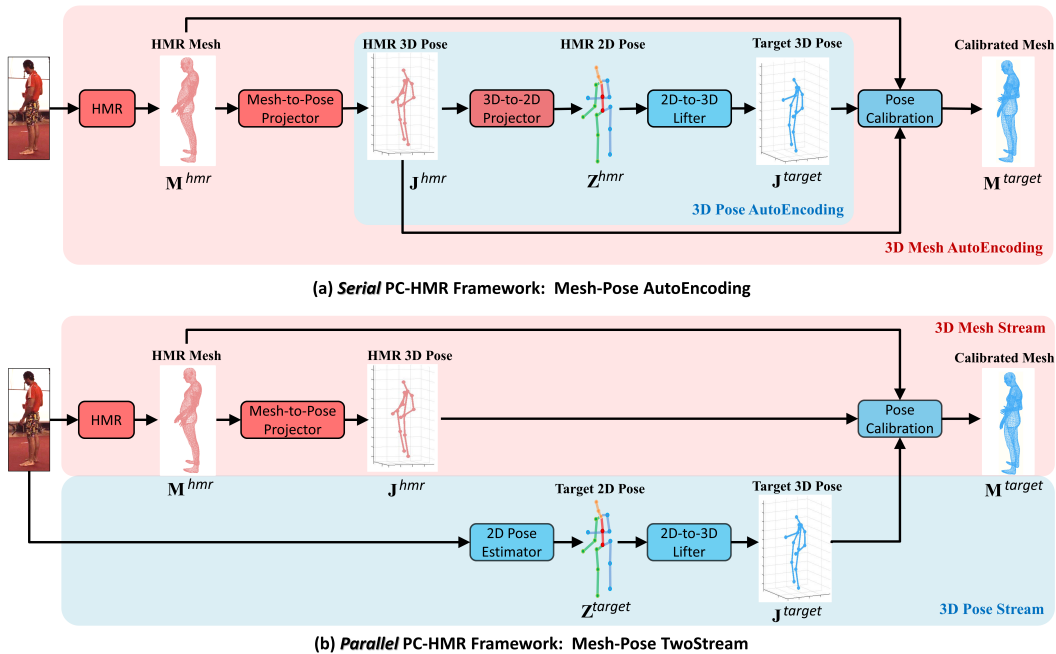 HMR Mesh
HMR 3D Pose
HMR 2D Pose
Target 3D Pose
Calibrated Mesh
HMR
Mesh-to-Pose
Projector
3D-to-2D
Projector
2D-to-3D
Lifter
Pose
Calibration
M^hmr
J^hmr
Z^hmr
J^target
M^target
3D Pose AutoEncoding
3D Mesh AutoEncoding
(a) Serial PC-HMR Framework: Mesh-Pose AutoEncoding
3D Mesh Stream
HMR Mesh
HMR 3D Pose
Calibrated Mesh
HMR
Mesh-to-Pose
Projector
Pose
Calibration
M^hmr
J^hmr
Target 2D Pose
Target 3D Pose
M^target
2D Pose
Estimator
2D-to-3D
Lifter
Z^target
J^target
3D Pose Stream
(b) Parallel PC-HMR Framework: Mesh-Pose TwoStream